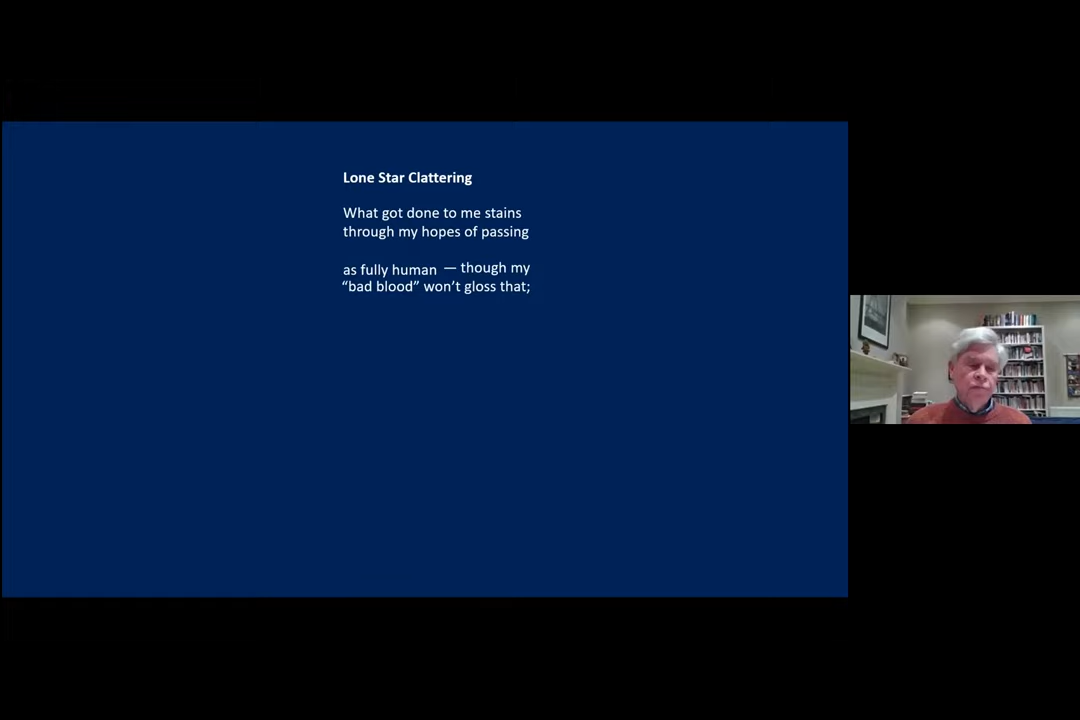 Lone Star Clattering
What got done to me stains
through my hopes of passing
as fully human — though my
“bad blood” won’t gloss that;